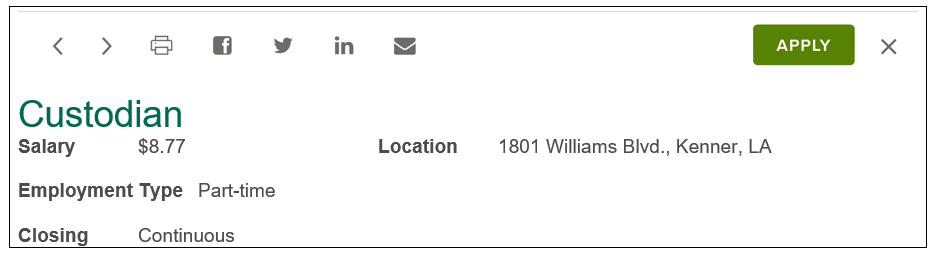 APPLY
Custodian
Salary $8.77 Location 1801 Williams Blvd., Kenner, LA
Employment Type Part-time
Closing Continuous